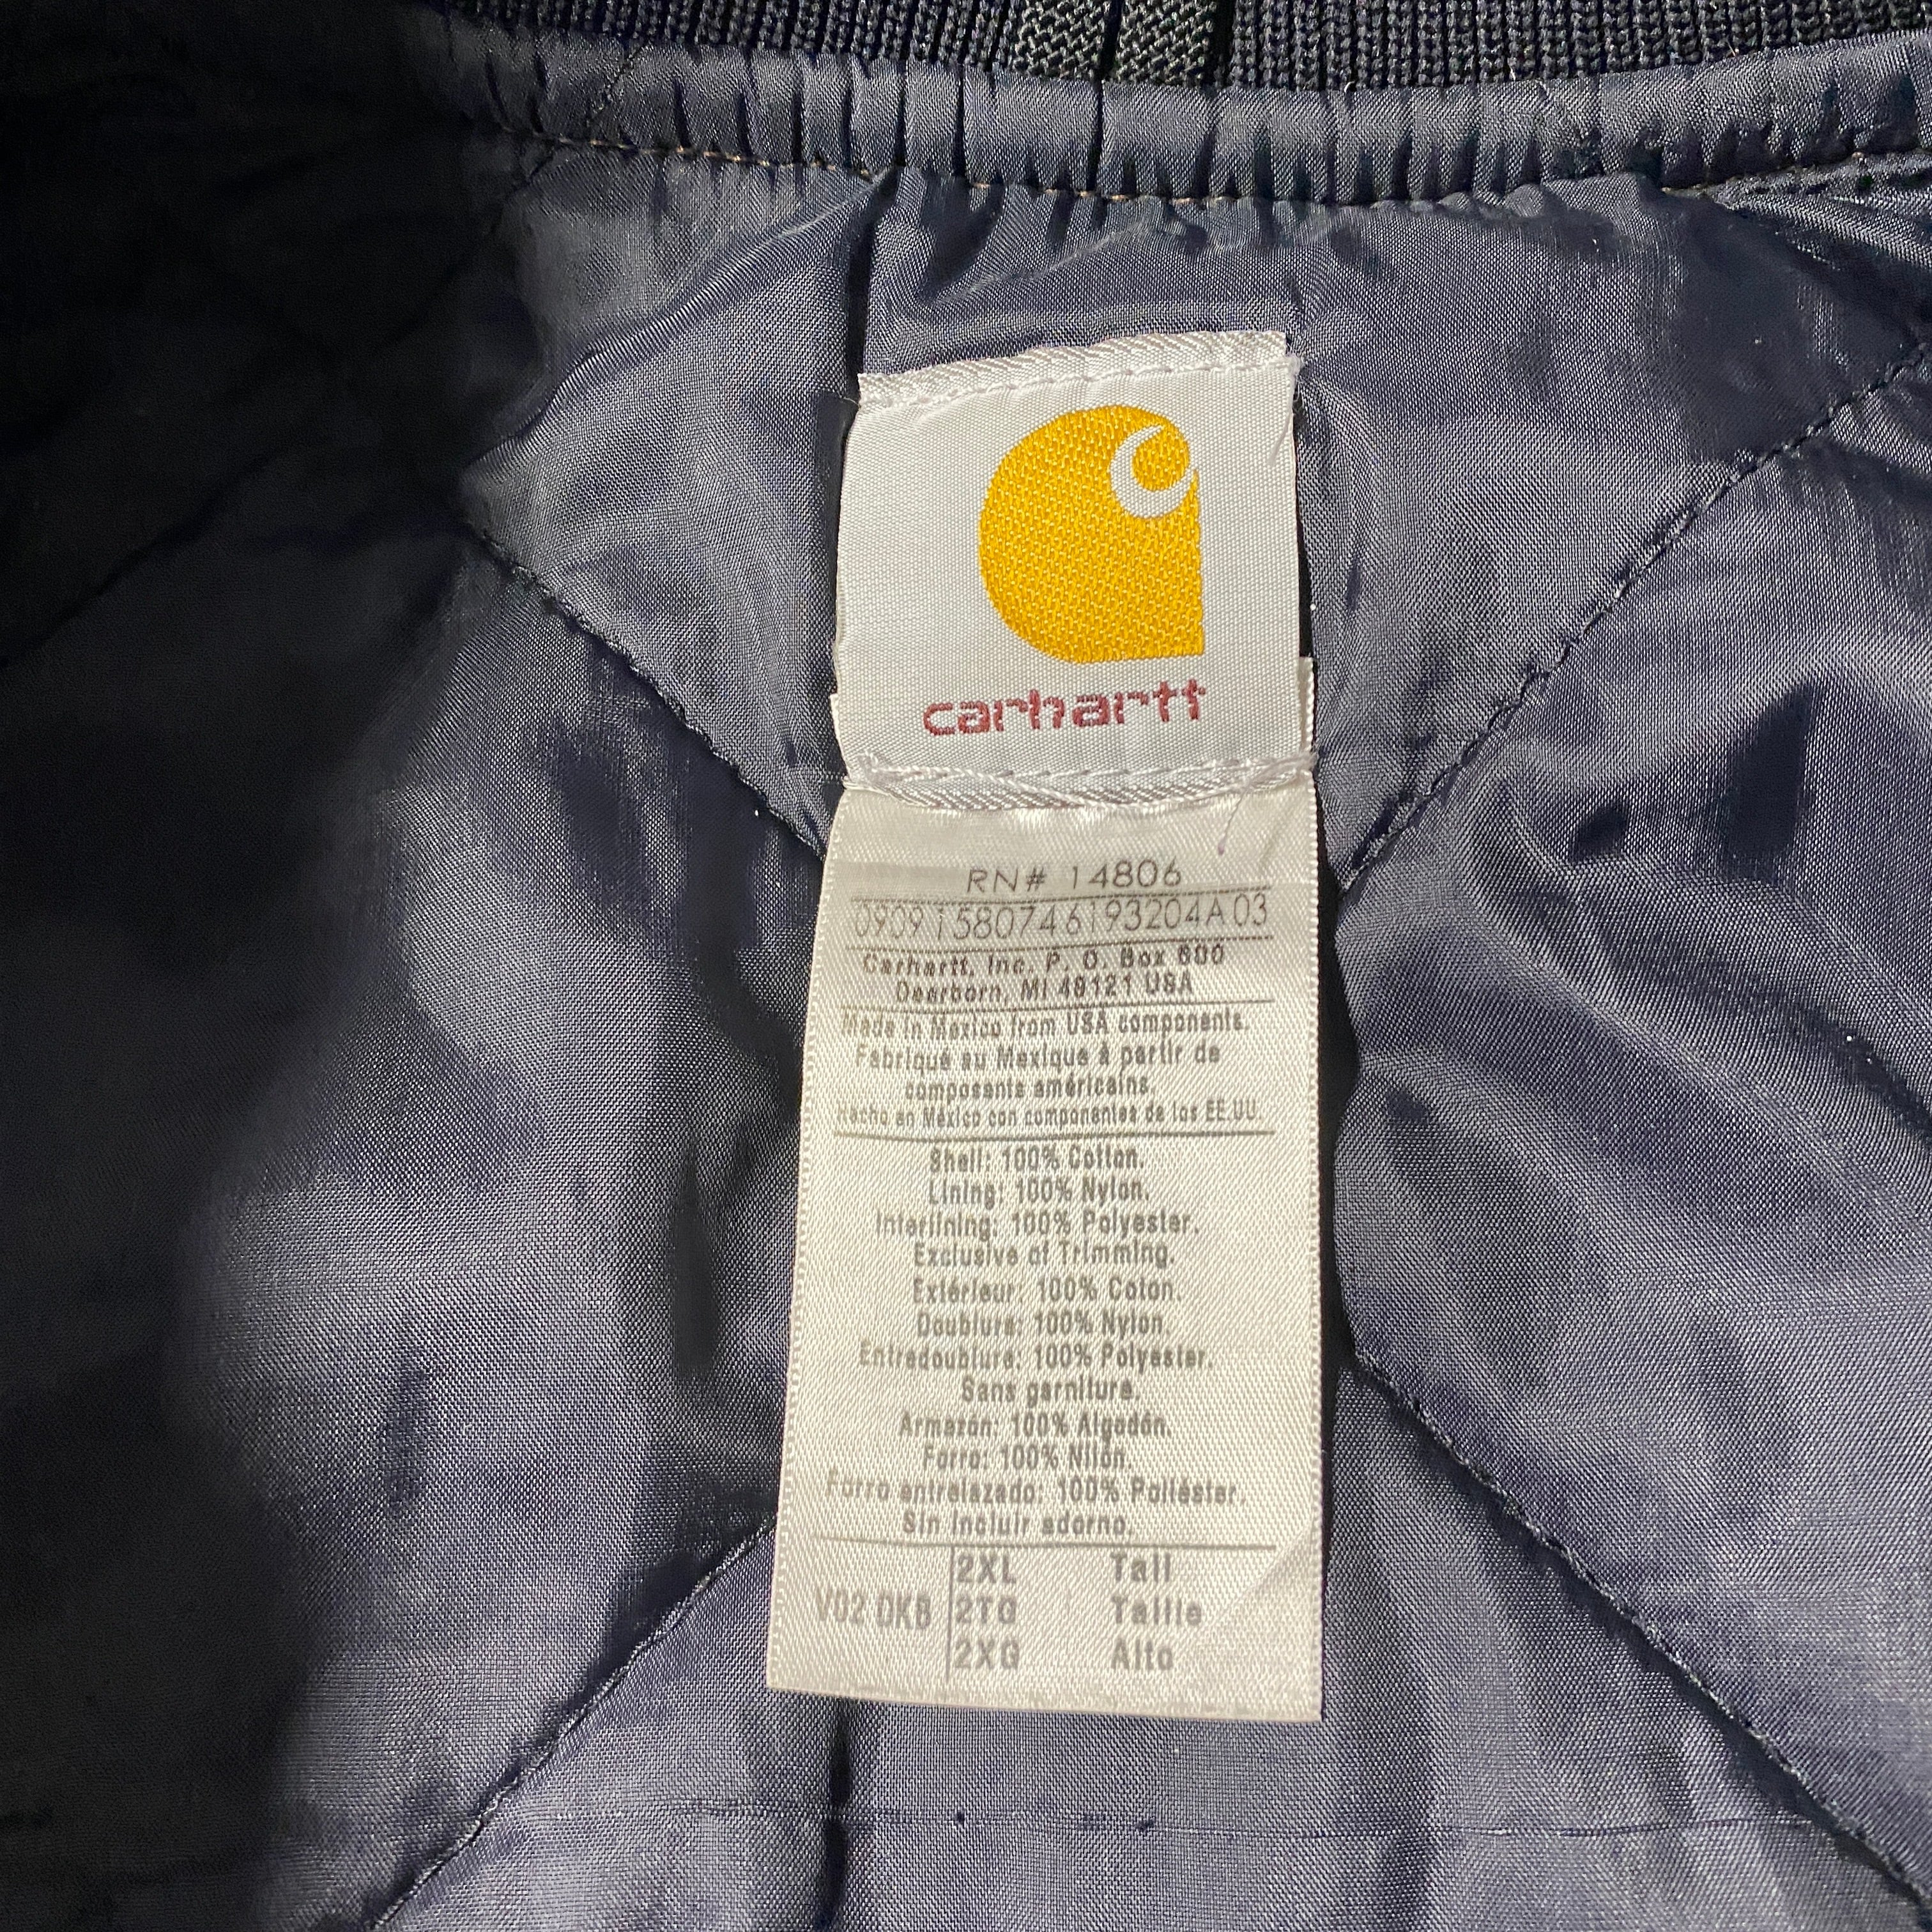 carhartt
RN# 14806
09091580746193204A03
Carhartt, Inc. P. O. Box 600
Dearborn, MI 48121 USA
Made in Mexico from USA components.
Fabriqué au Mexique à partir de
composants américains.
Hecho en México con componentes de los EE.UU.
Shell: 100% Cotton.
Lining: 100% Nylon.
Interlining: 100% Polyester.
Exclusive of Trimming.
Extérieur: 100% Coton.
Doublure: 100% Nylon.
Entredoublure: 100% Polyester.
Sans garniture.
Armazón: 100% Algodón.
Forro: 100% Nilón.
Forro entrelazado: 100% Poliéster.
Sin incluir adorno.
V02 DKB
2XL Tall
2TG Taille
2XG Alto